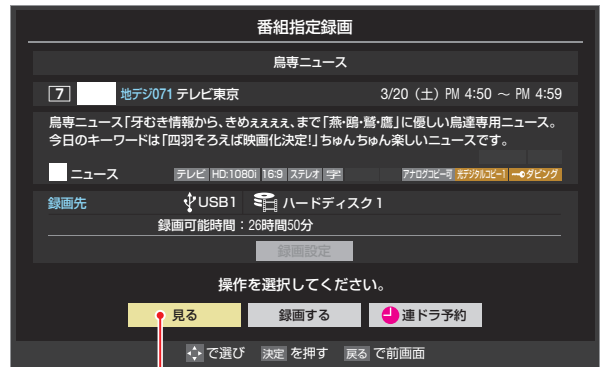 番組指定録画
鳥専ニュース
7 地デジ071 テレビ東京 3/20（土）PM 4:50 ～ PM 4:59
鳥専ニュース「牙むき情報から、きめぇぇぇぇ、まで「燕・鴎・鷲・鷹」に優しい鳥達専用ニュース。
今日のキーワードは「四羽そろえば映画化決定!」ちゅんちゅん楽しいニュースです。
ニュース テレビ HD:1080i 16:9 ステレオ 字 アナログコピー可 光デジタルコピー1 ダビング
録画先 USB1 ハードディスク1
録画可能時間：26時間50分
録画設定
操作を選択してください。
見る 録画する 連ドラ予約
で選び 決定 を押す 戻る で前画面